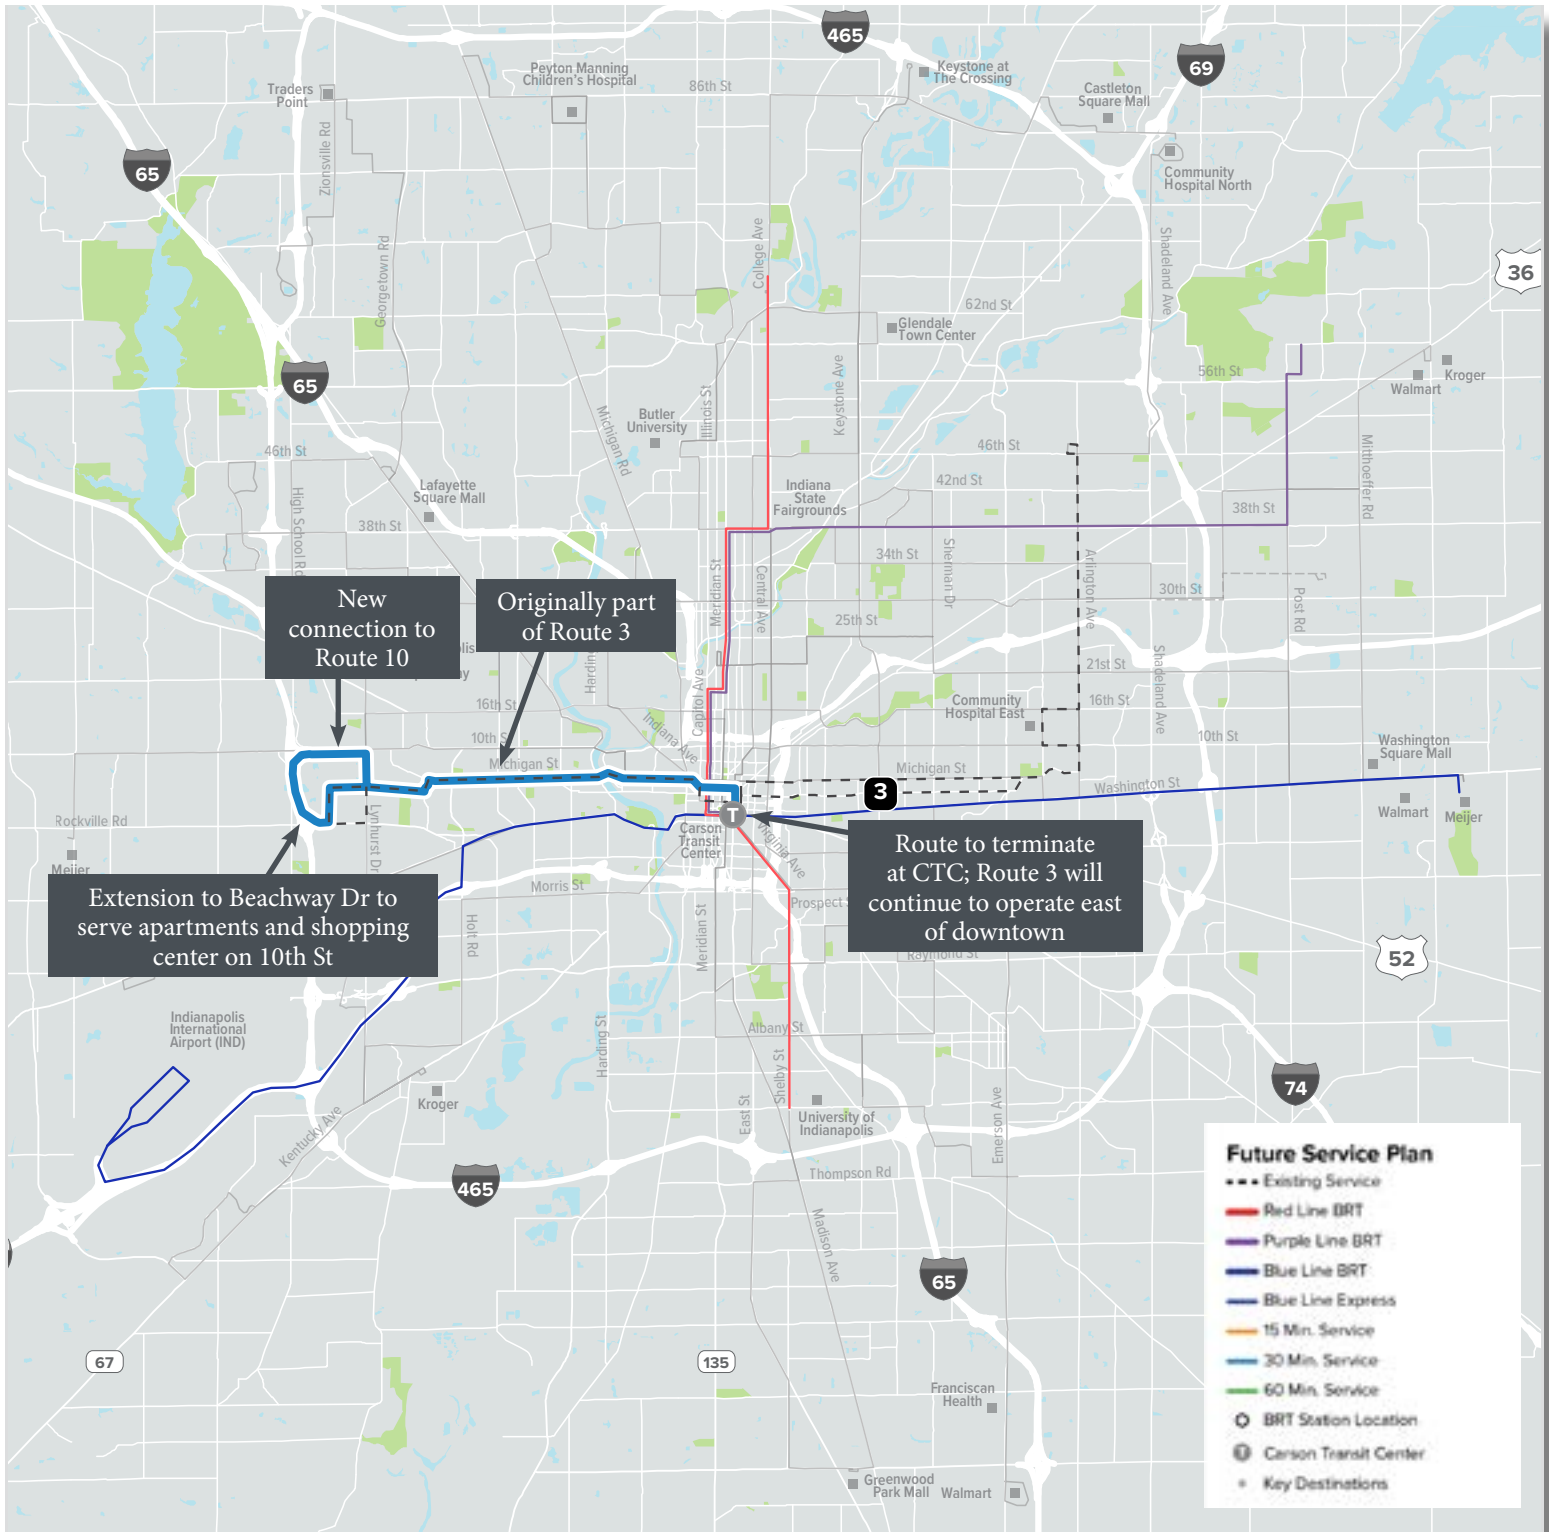 465
69
Peyton Manning
Children's Hospital
Keystone at
The Crossing
Traders
Point
86th St
Castleton
Square Mall
Zionsville Rd
65
Community
Hospital North
College Ave
Georgetown Rd
Shadeland Ave
36
62nd St
Glendale
Town Center
65
Keystone Ave
56th St
Kroger
Walmart
Illinois St
Butler
University
Michigan Rd
46th St
46th St
Mitthoeffer Rd
Lafayette
Square Mall
High School Rd
42nd St
Indiana
State
Fairgrounds
38th St
38th St
34th St
Sherman Dr
Arlington Ave
Meridian St
Central Ave
30th St
Post Rd
New
connection to
Route 10
Originally part
of Route 3
25th St
21st St
Shadeland Ave
Capitol Ave
16th St
16th St
Community
Hospital East
Indiana Ave
10th St
10th St
Washington
Square Mall
Michigan St
Michigan St
Washington St
3
Walmart
Meijer
Rockville Rd
Lynhurst Dr
T
Carson
Transit
Center
Virginia Ave
Meijer
Route to terminate
at CTC; Route 3 will
continue to operate east
of downtown
Extension to Beachway Dr to
serve apartments and shopping
center on 10th St
Morris St
Prospect S
Holt Rd
Meridian St
Raymond St
52
Indianapolis
International
Airport (IND)
Harding St
Albany St
Shelby St
Kroger
74
East St
University of
Indianapolis
Emerson Ave
Kentucky Ave
465
Thompson Rd
Madison Ave
65
67
135
Franciscan
Health
Greenwood
Park Mall
Walmart
Future Service Plan
Existing Service
Red Line BRT
Purple Line BRT
Blue Line BRT
Blue Line Express
15 Min. Service
30 Min. Service
60 Min. Service
BRT Station Location
T Carson Transit Center
Key Destinations